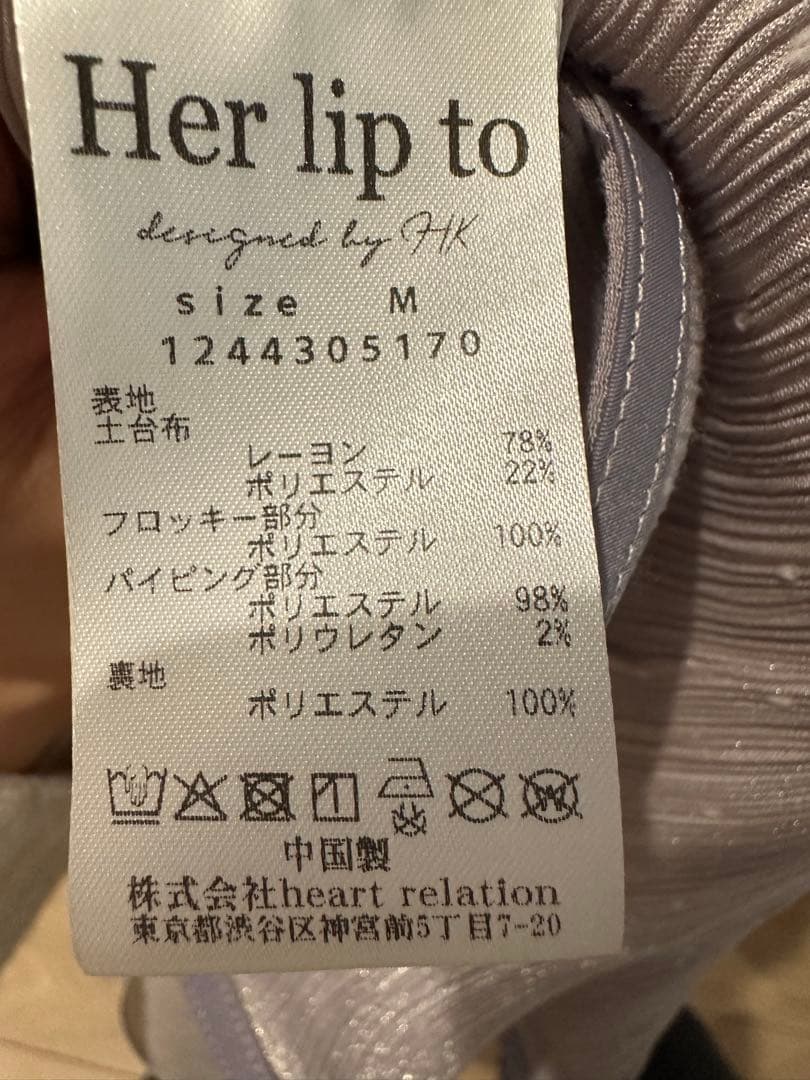 Her lip to
designed by HK
size M
1244305170
表地
土台布
レーヨン 78%
ポリエステル 22%
フロッキー部分
ポリエステル 100%
パイピング部分
ポリエステル 98%
ポリウレタン 2%
裏地
ポリエステル 100%
中国製
株式会社heart relation
東京都渋谷区神宮前5丁目7-20